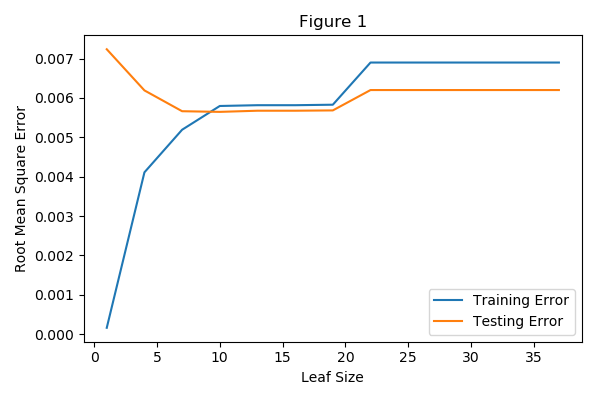 Figure 1
0.007
0.006
0.005
0.004
0.003
0.002
0.001
0.000
Root Mean Square Error
Training Error
Testing Error
0 5 10 15 20 25 30 35
Leaf Size